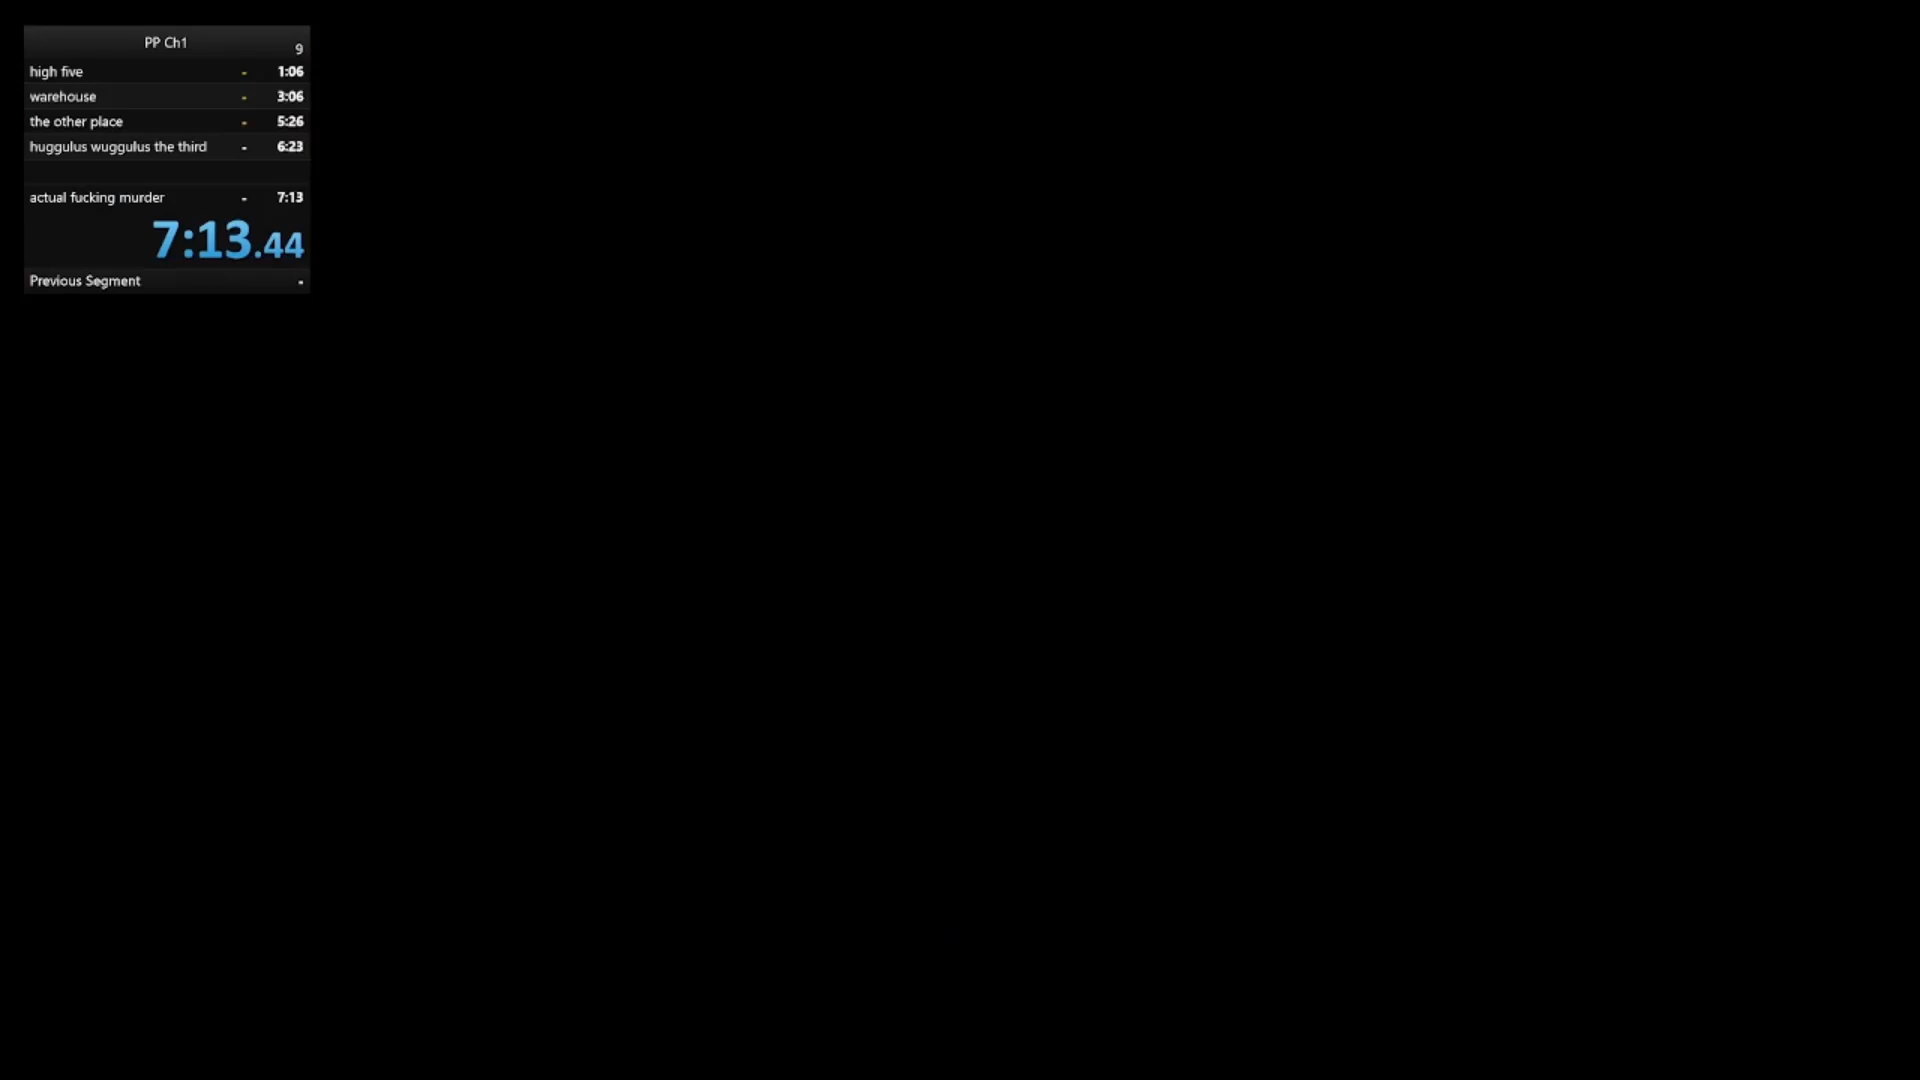 PP Ch1
9
high five - 1:06
warehouse - 3:06
the other place - 5:26
huggulus wuggulus the third - 6:23
actual fucking murder - 7:13
7:13.44
Previous Segment -